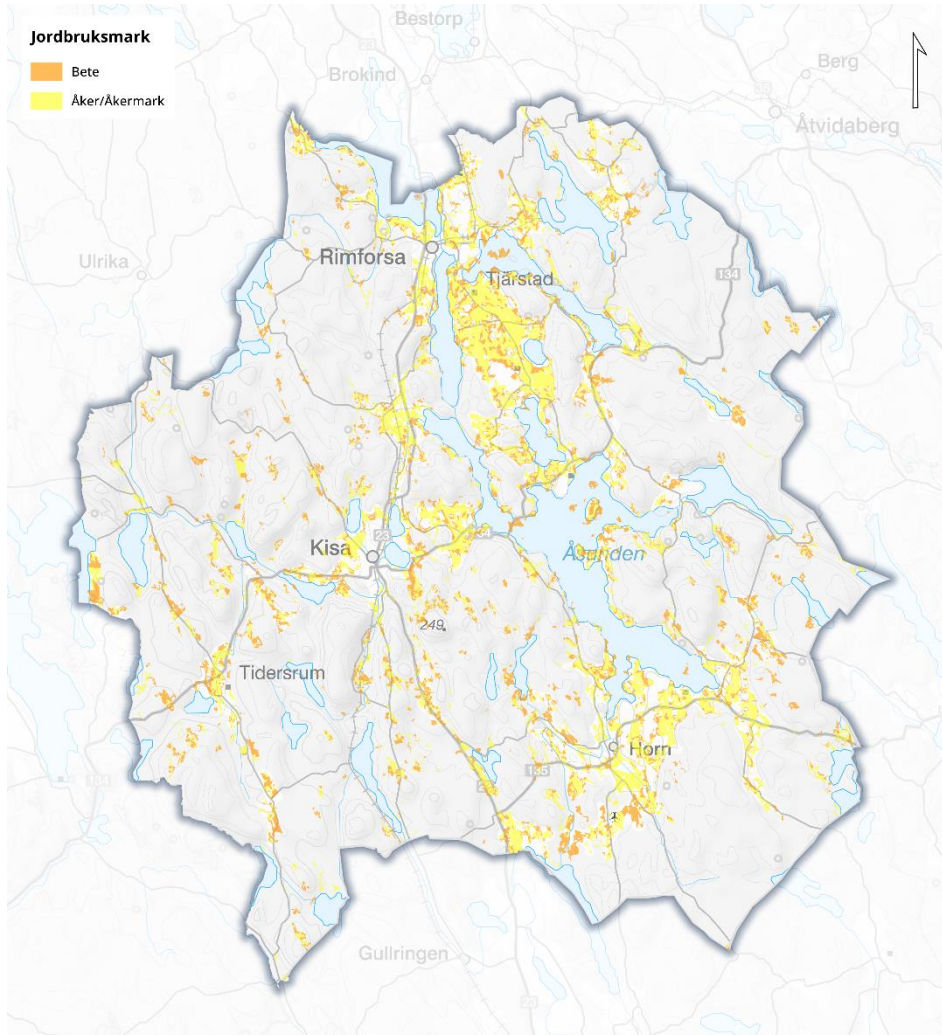 Jordbruksmark
Bete
Åker/Åkermark
Bestorp
Brokind
Berg
Åtvidaberg
Ulrika
Rimforsa
Tjärstad
134
Kisa
23
34
Åsunden
249
Tidersrum
Horn
135
Gullringen